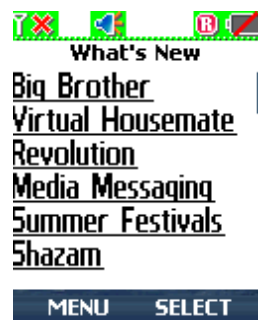 R
What's New
Big Brother
Virtual Housemate
Revolution
Media Messaging
Summer Festivals
Shazam
MENU SELECT